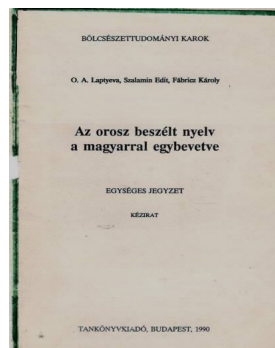 BÖLCSÉSZETTUDOMÁNYI KAROK
O. A. Laptyeva, Szalamin Edit, Fábricz Károly
Az orosz beszélt nyelv
a magyarral egybevetve
EGYSÉGES JEGYZET
KÉZIRAT
TANKÖNYVKIADÓ, BUDAPEST, 1990